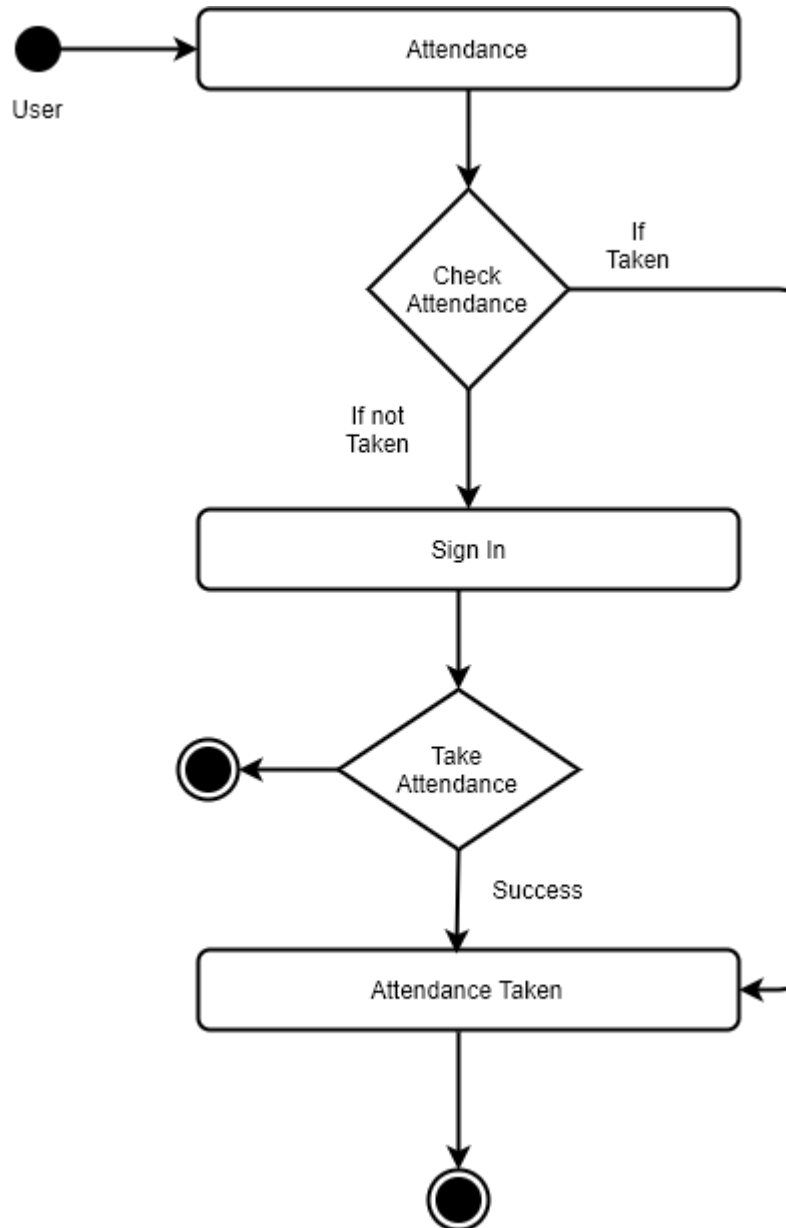 Attendance
User
If
Taken
Check
Attendance
If not
Taken
Sign In
Take
Attendance
Success
Attendance Taken